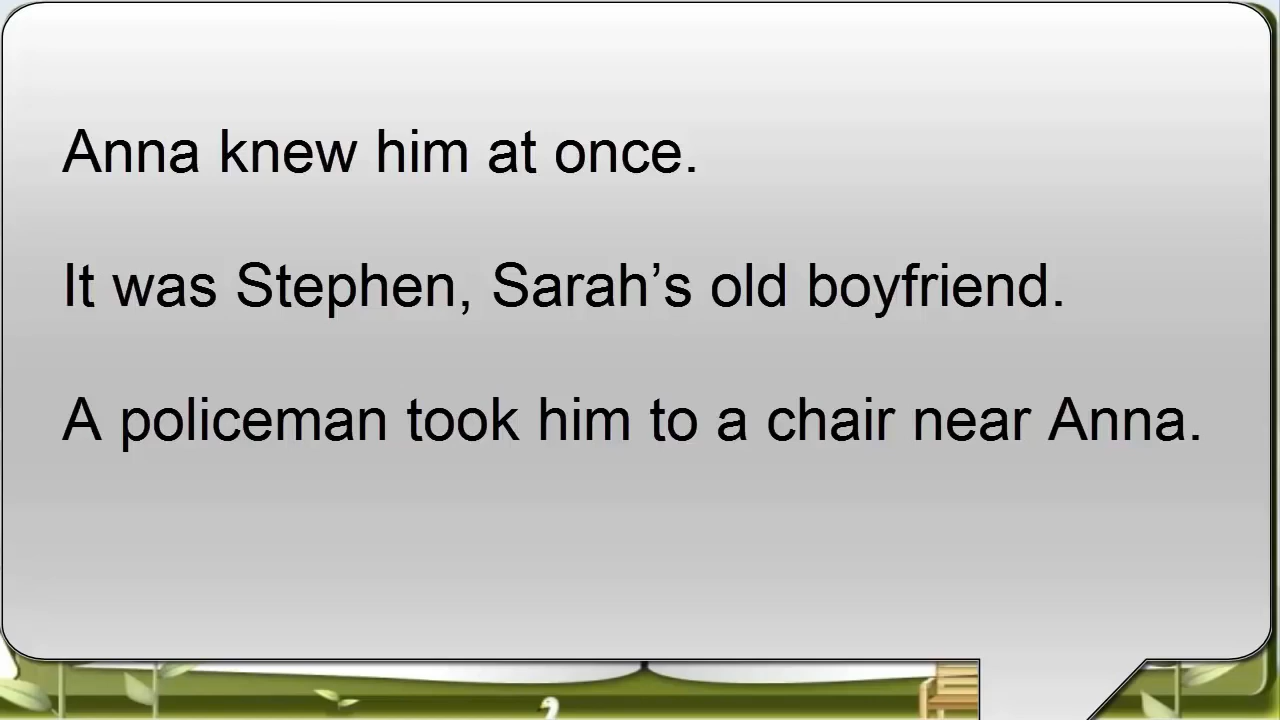 Anna knew him at once.
It was Stephen, Sarah’s old boyfriend.
A policeman took him to a chair near Anna.